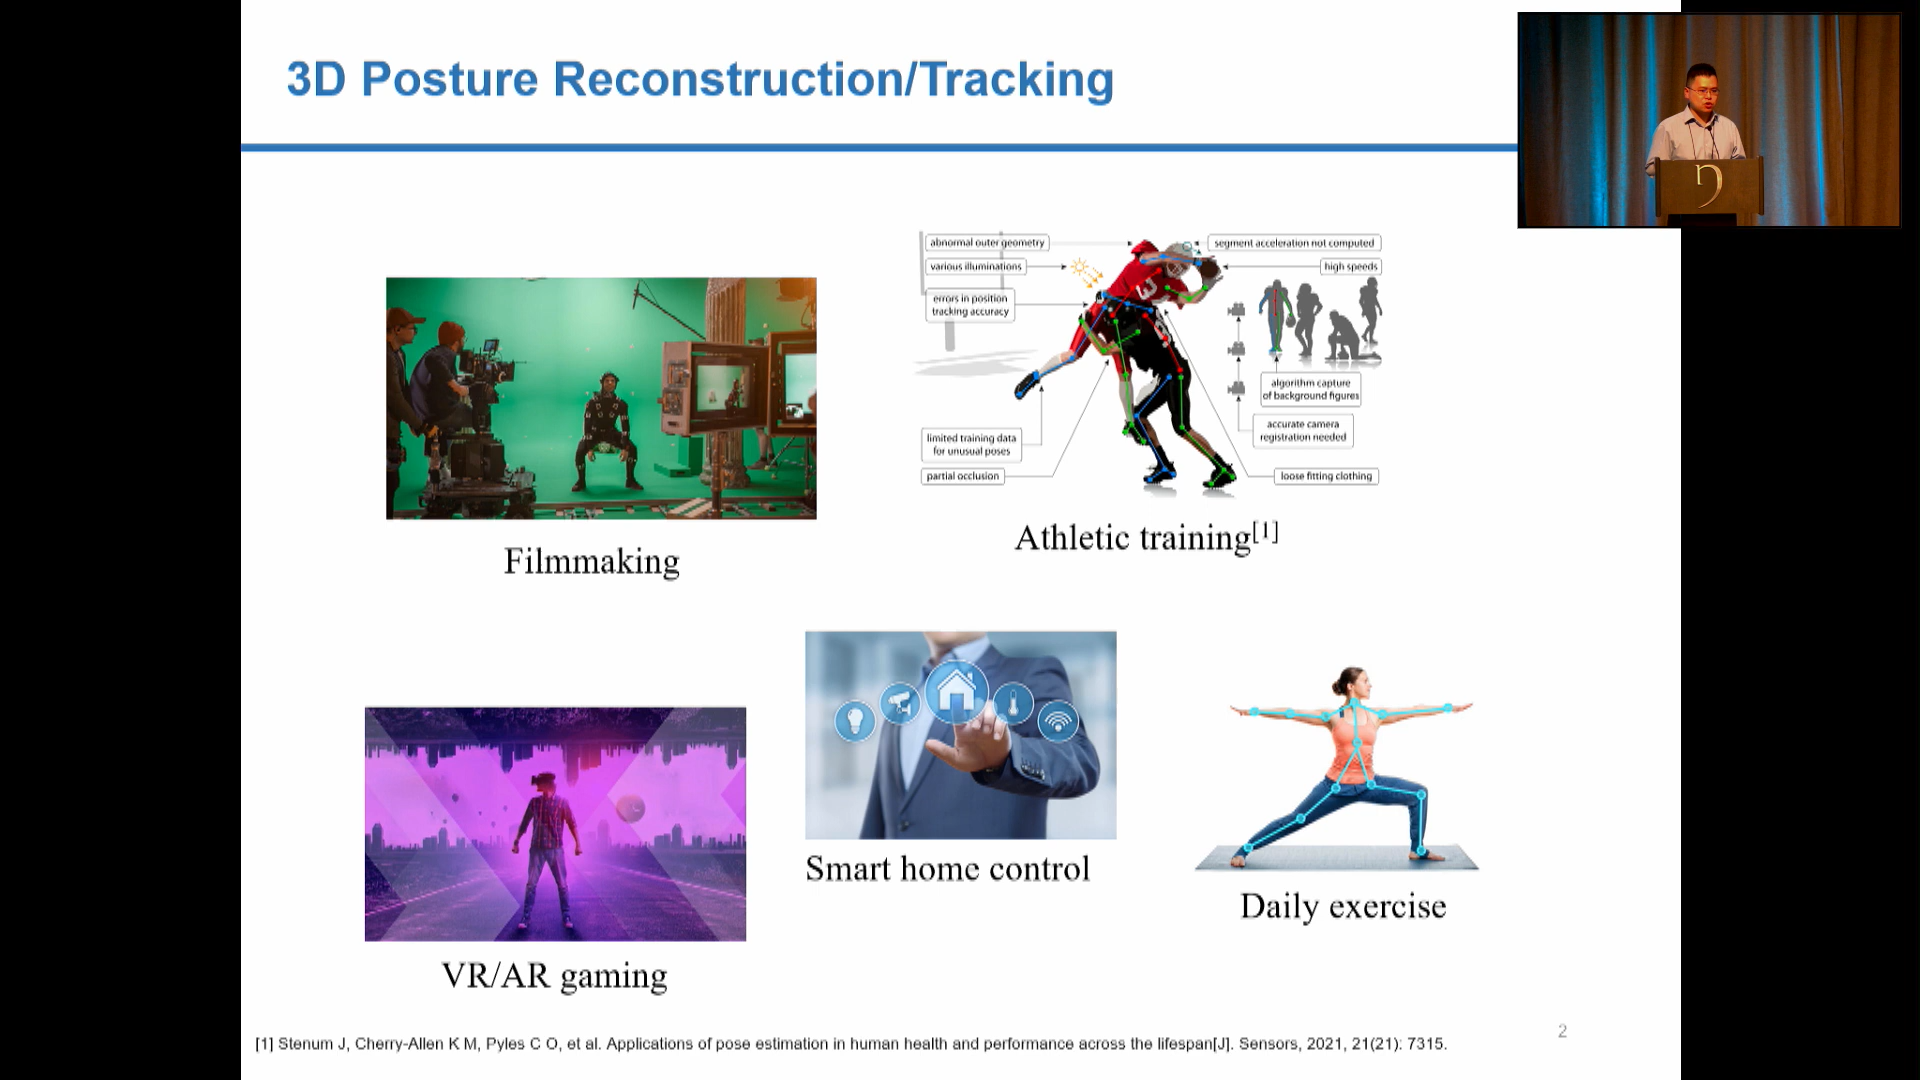 3D Posture Reconstruction/Tracking
abnormal outer geometry
segment acceleration not computed
various illuminations
high speeds
errors in position
tracking accuracy
algorithm capture
of background figures
accurate camera
registration needed
limited training data
for unusual poses
partial occlusion
loose fitting clothing
Filmmaking
Athletic training[1]
Smart home control
Daily exercise
VR/AR gaming
[1] Stenum J, Cherry-Allen K M, Pyles C O, et al. Applications of pose estimation in human health and performance across the lifespan[J]. Sensors, 2021, 21(21): 7315.
2